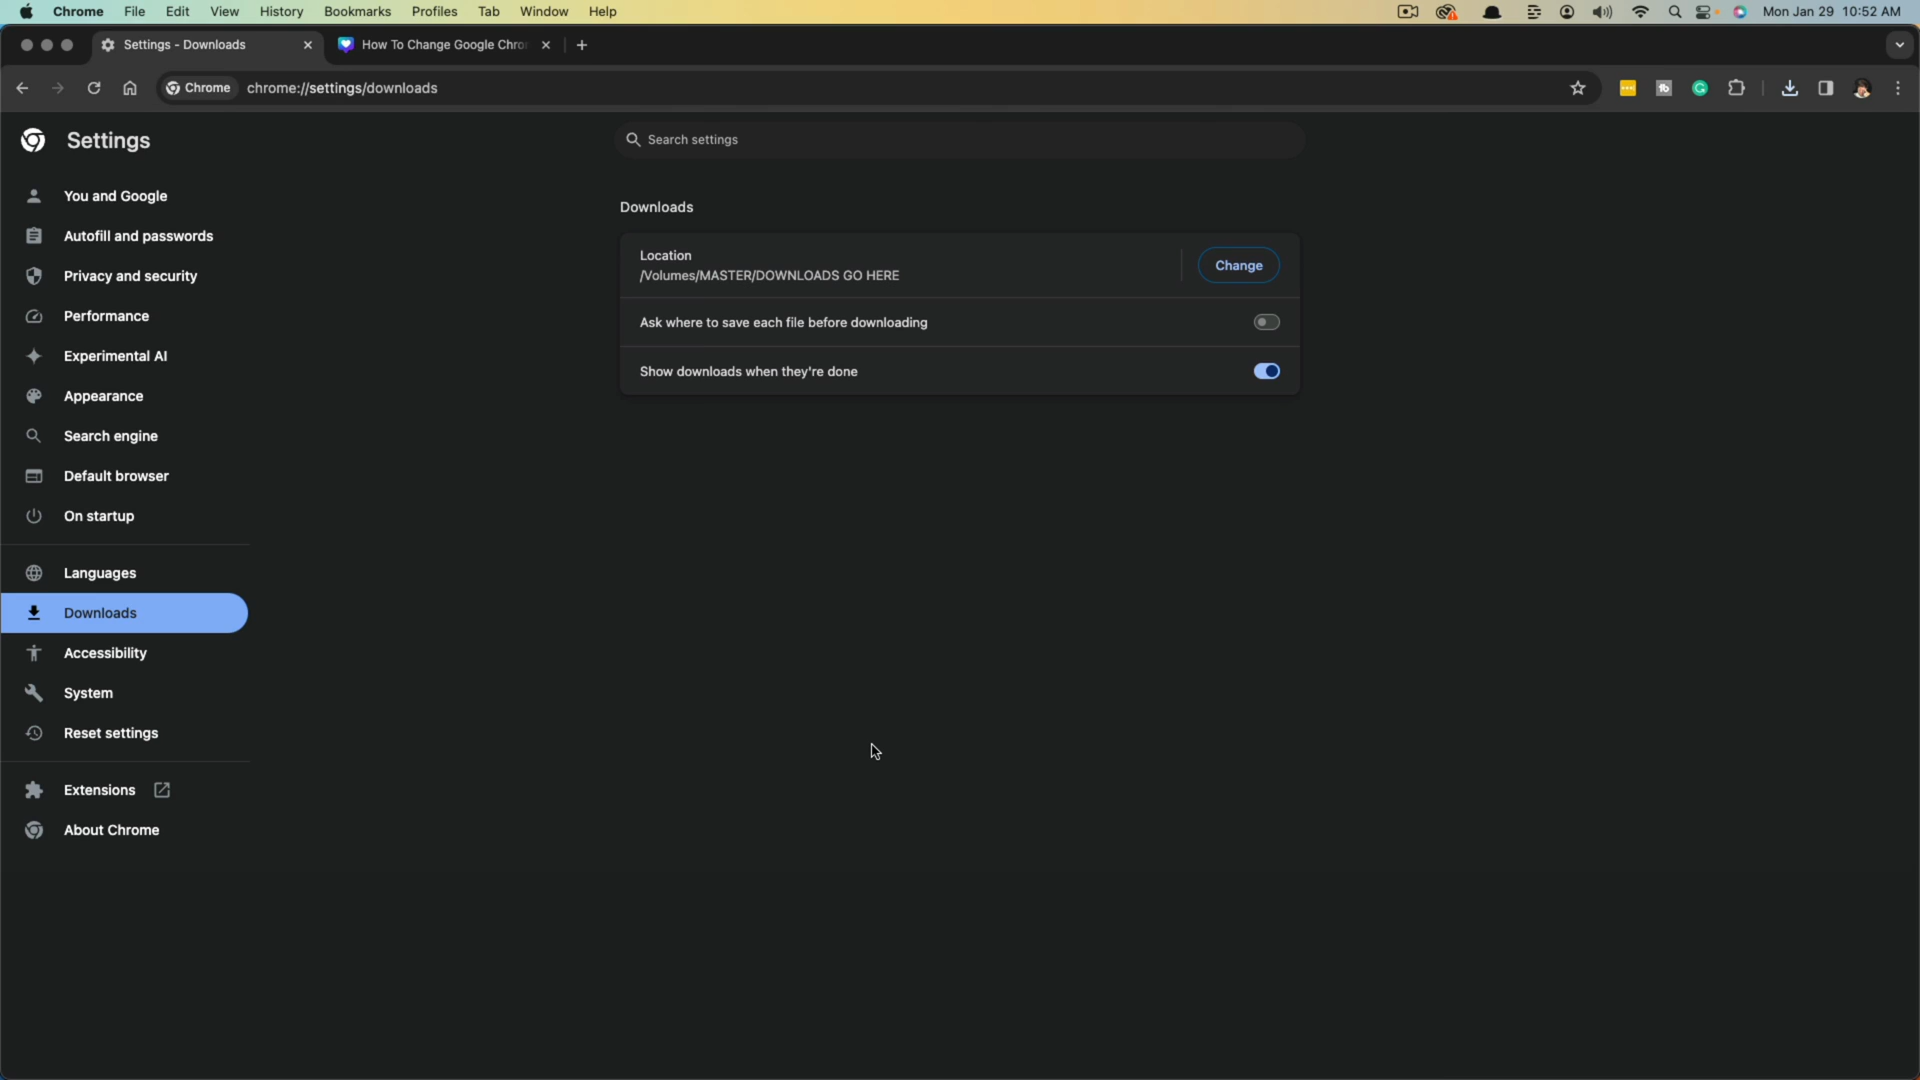 Chrome File Edit View History Bookmarks Profiles Tab Window Help Mon Jan 29 10:52 AM
Settings - Downloads How To Change Google Chro
Chrome chrome://settings/downloads
Settings
Search settings
You and Google
Autofill and passwords
Privacy and security
Performance
Experimental AI
Appearance
Search engine
Default browser
On startup
Languages
Downloads
Accessibility
System
Reset settings
Extensions
About Chrome
Downloads
Location
/Volumes/MASTER/DOWNLOADS GO HERE
Change
Ask where to save each file before downloading
Show downloads when they're done